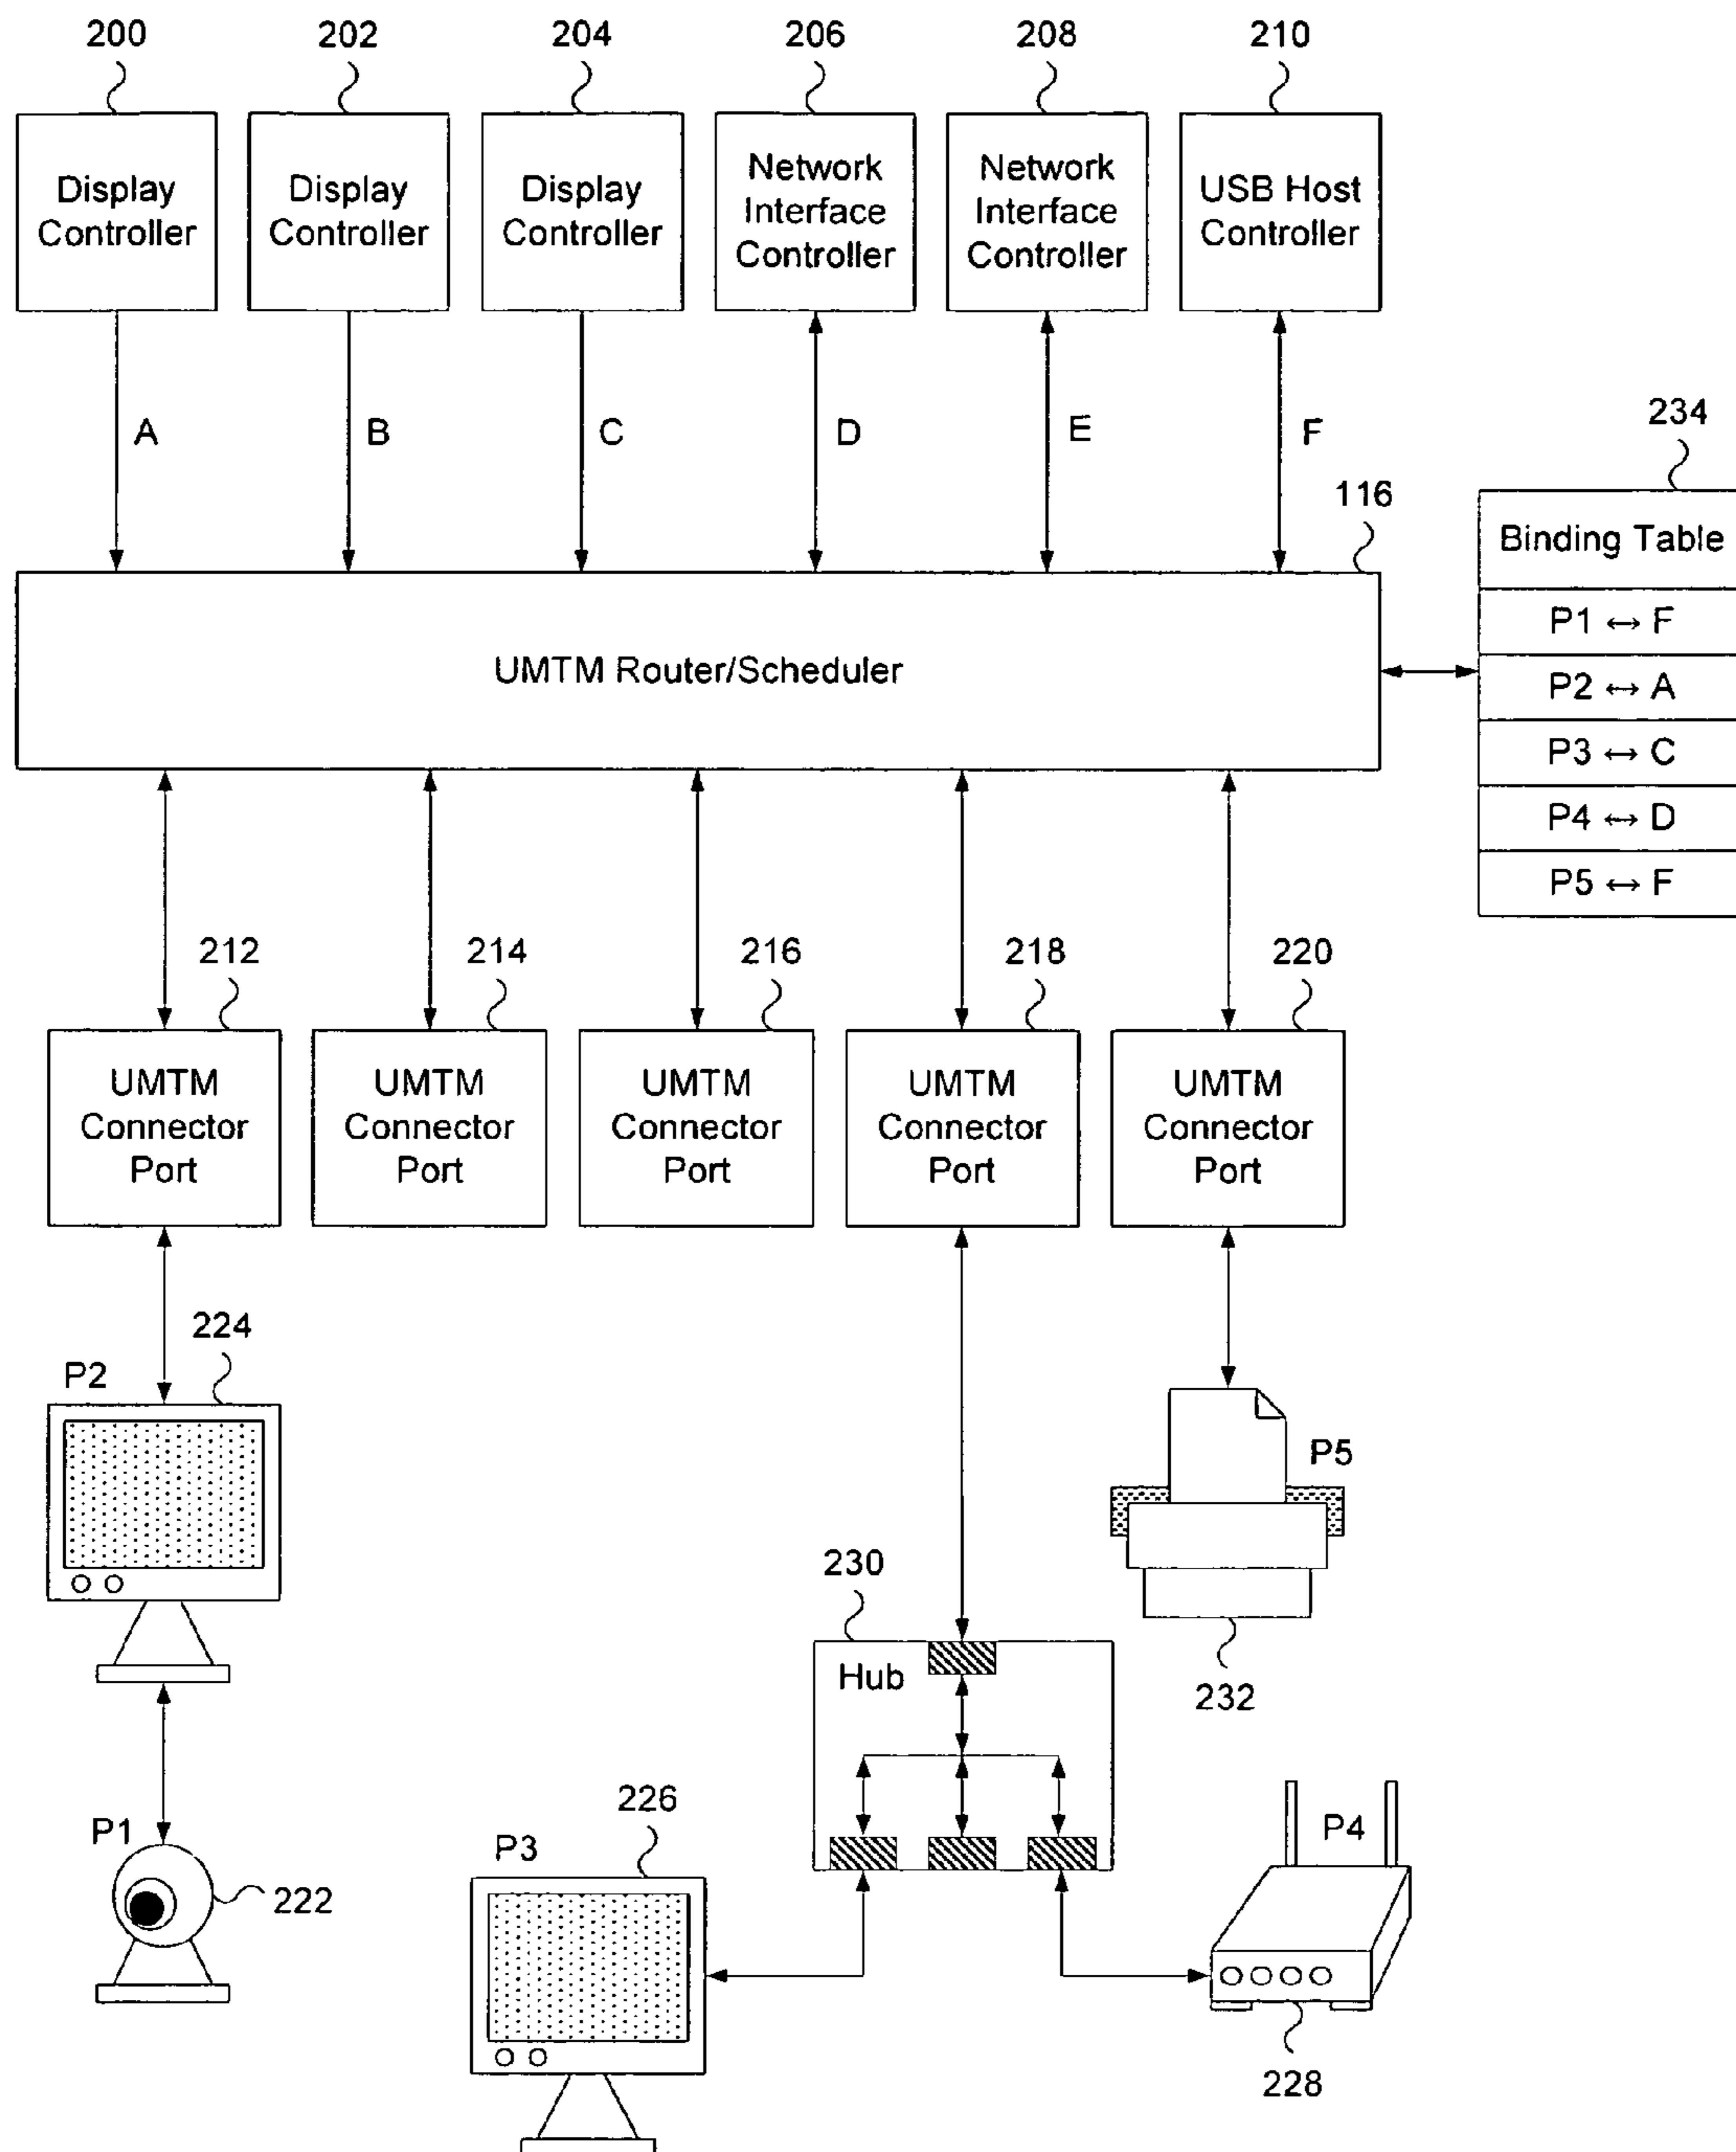 200
202
204
206
208
210
Display
Controller
Display
Controller
Display
Controller
Network
Interface
Controller
Network
Interface
Controller
USB Host
Controller
A
B
C
D
E
F
234
116
Binding Table
P1 ↔ F
P2 ↔ A
P3 ↔ C
P4 ↔ D
P5 ↔ F
UMTM Router/Scheduler
212
214
216
218
220
UMTM
Connector
Port
UMTM
Connector
Port
UMTM
Connector
Port
UMTM
Connector
Port
UMTM
Connector
Port
224
P2
P5
230
Hub
232
226
P1
P3
P4
222
228